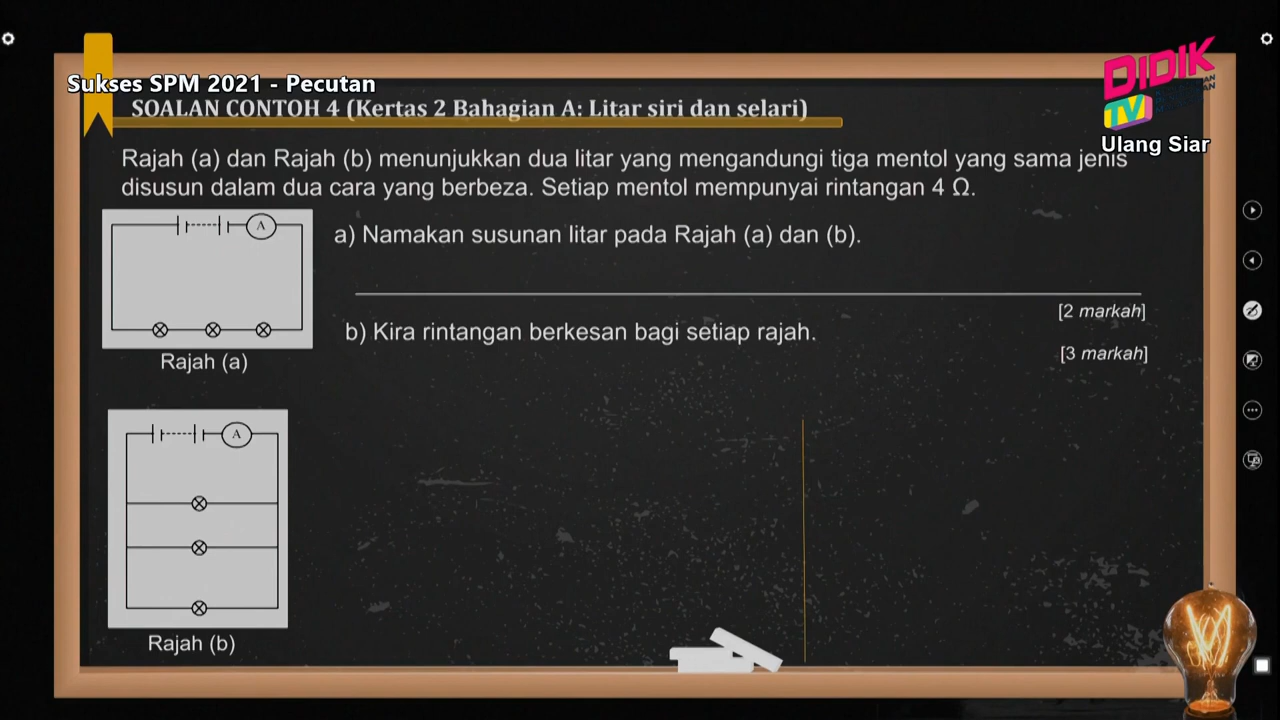 Sukses SPM 2021 - Pecutan
SOALAN CONTOH 4 (Kertas 2 Bahagian A: Litar siri dan selari)
DIDIK
TV
Ulang Siar
Rajah (a) dan Rajah (b) menunjukkan dua litar yang mengandungi tiga mentol yang sama jenis
disusun dalam dua cara yang berbeza. Setiap mentol mempunyai rintangan 4 Ω.
A
a) Namakan susunan litar pada Rajah (a) dan (b).
[2 markah]
b) Kira rintangan berkesan bagi setiap rajah.
[3 markah]
Rajah (a)
A
Rajah (b)